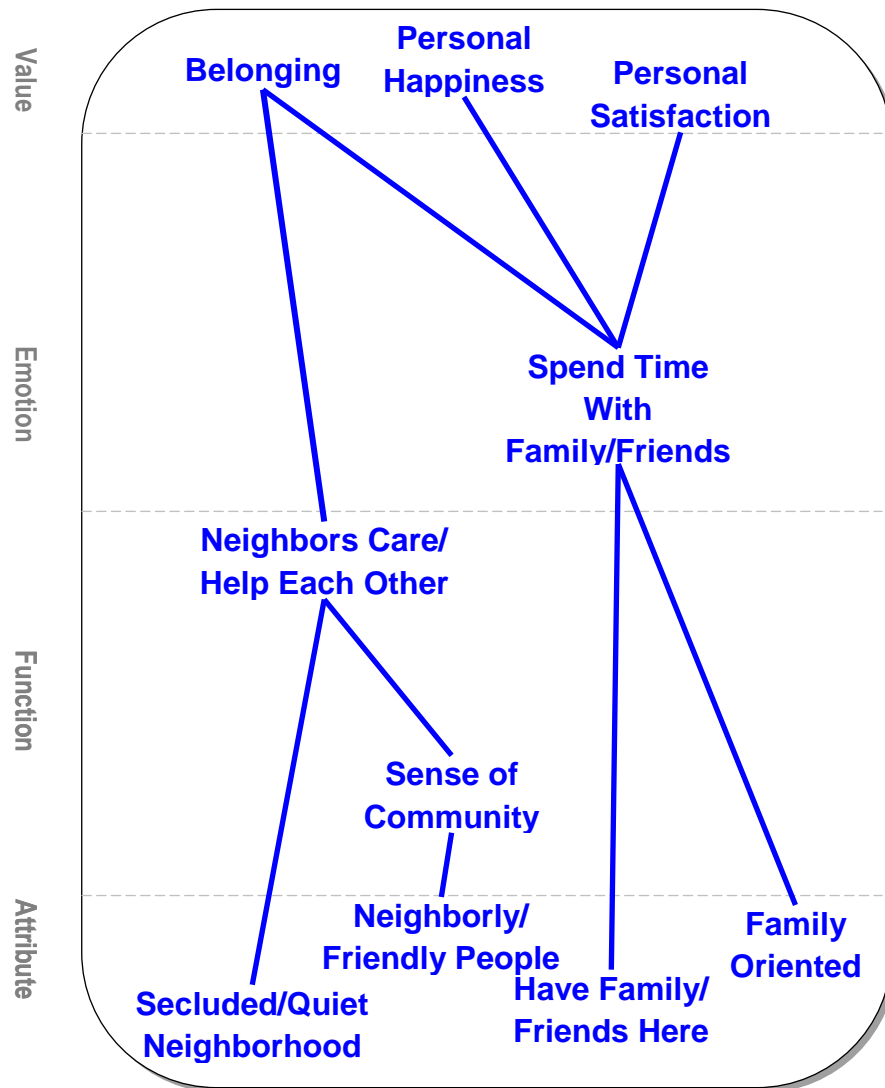 Value
Belonging
Personal
Happiness
Personal
Satisfaction
Emotion
Spend Time
With
Family/Friends
Function
Neighbors Care/
Help Each Other
Sense of
Community
Attribute
Neighborly/
Friendly People
Family
Oriented
Secluded/Quiet
Neighborhood
Have Family/
Friends Here